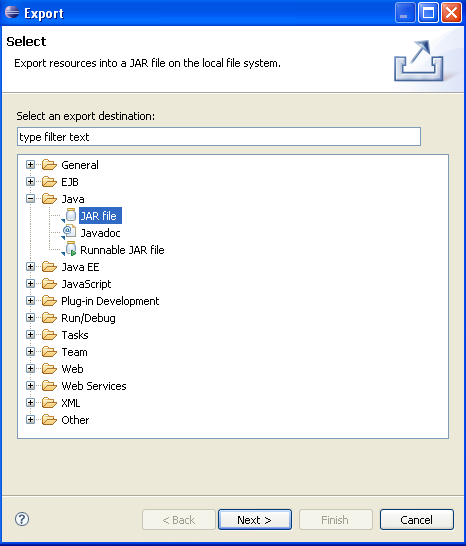 Export
Select
Export resources into a JAR file on the local file system.
Select an export destination:
type filter text
General
EJB
Java
JAR file
Javadoc
Runnable JAR file
Java EE
JavaScript
Plug-in Development
Run/Debug
Tasks
Team
Web
Web Services
XML
Other
? < Back Next > Finish Cancel